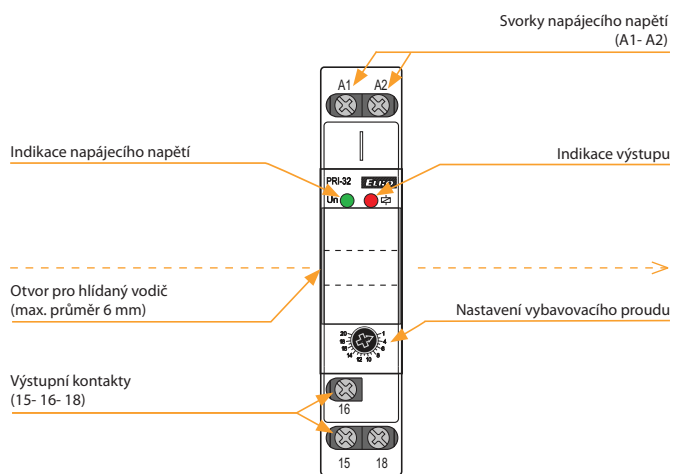 Svorky napájecího napětí
(A1- A2)
A1 A2
Indikace napájecího napětí
Indikace výstupu
PRI-32 ELKO
Un
Otvor pro hlídaný vodič
(max. průměr 6 mm)
Nastavení vybavovacího proudu
20 1
18 4
16 6
14 12 10 8
Výstupní kontakty
(15- 16- 18)
16
15 18